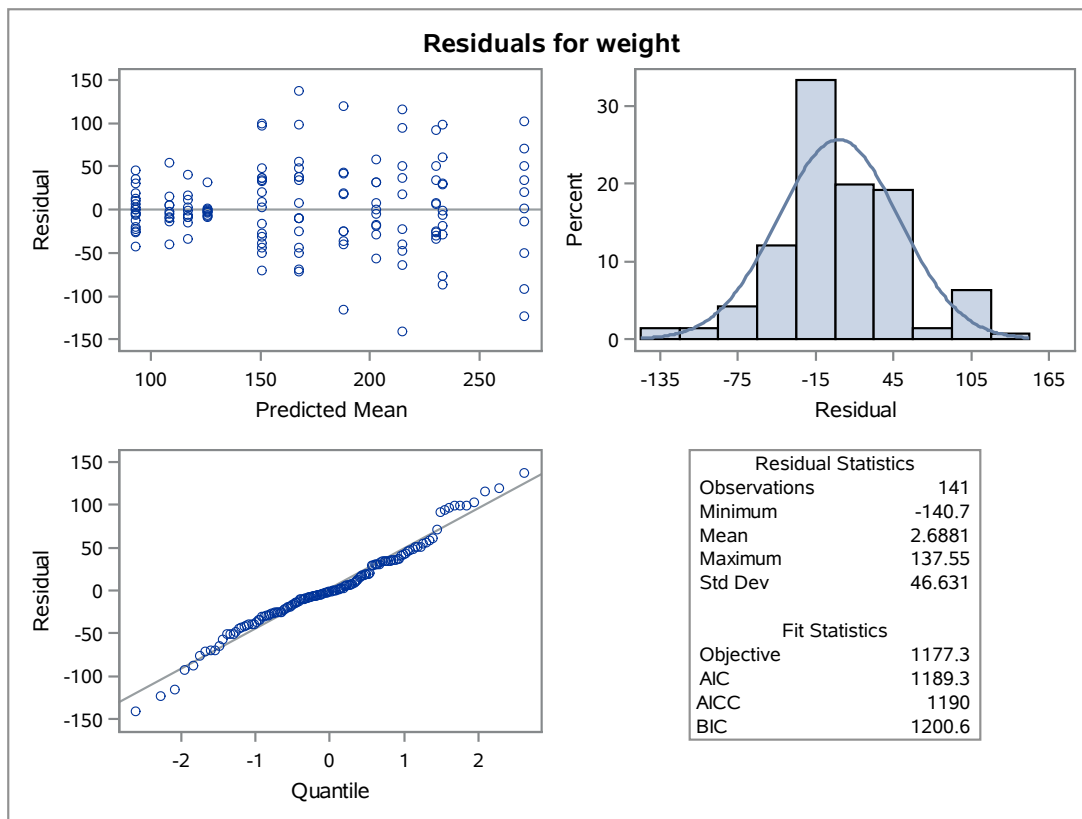 Residuals for weight
150
100
50
0
-50
-100
-150
Residual
100
150
200
250
Predicted Mean
30
20
10
0
Percent
-135
-75
-15
45
105
165
Residual
150
100
50
0
-50
-100
-150
Residual
-2
-1
0
1
2
Quantile
Residual Statistics
Observations 141
Minimum -140.7
Mean 2.6881
Maximum 137.55
Std Dev 46.631
Fit Statistics
Objective 1177.3
AIC 1189.3
AICC 1190
BIC 1200.6